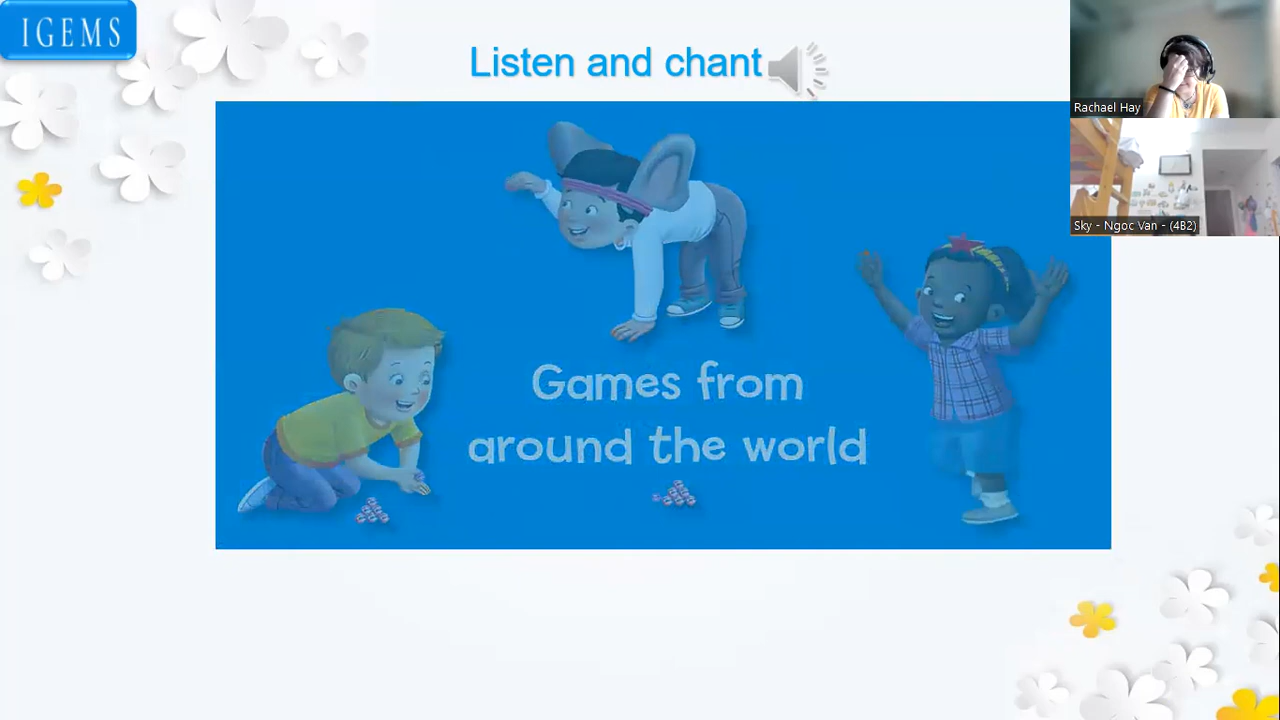 IGEMS
Listen and chant
Rachael Hay
Sky - Ngoc Van - (4B2)
Games from
around the world